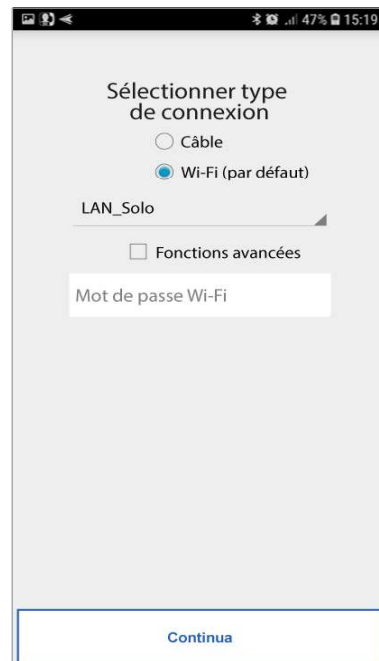 47% 15:19
Sélectionner type
de connexion
Câble
Wi-Fi (par défaut)
LAN_Solo
Fonctions avancées
Mot de passe Wi-Fi
Continua